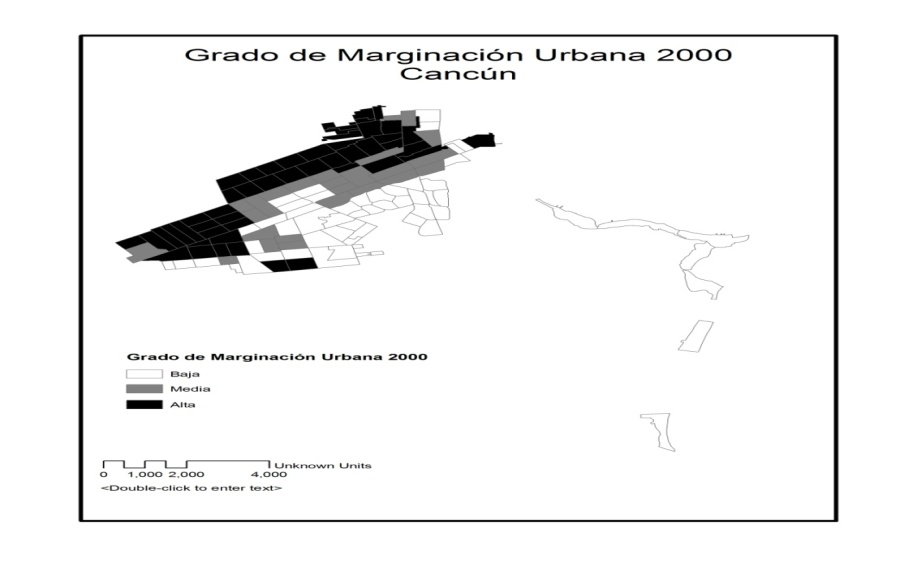 Grado de Marginación Urbana 2000
Cancún
Grado de Marginación Urbana 2000
Baja
Media
Alta
Unknown Units
0 1,000 2,000 4,000
<Double-click to enter text>